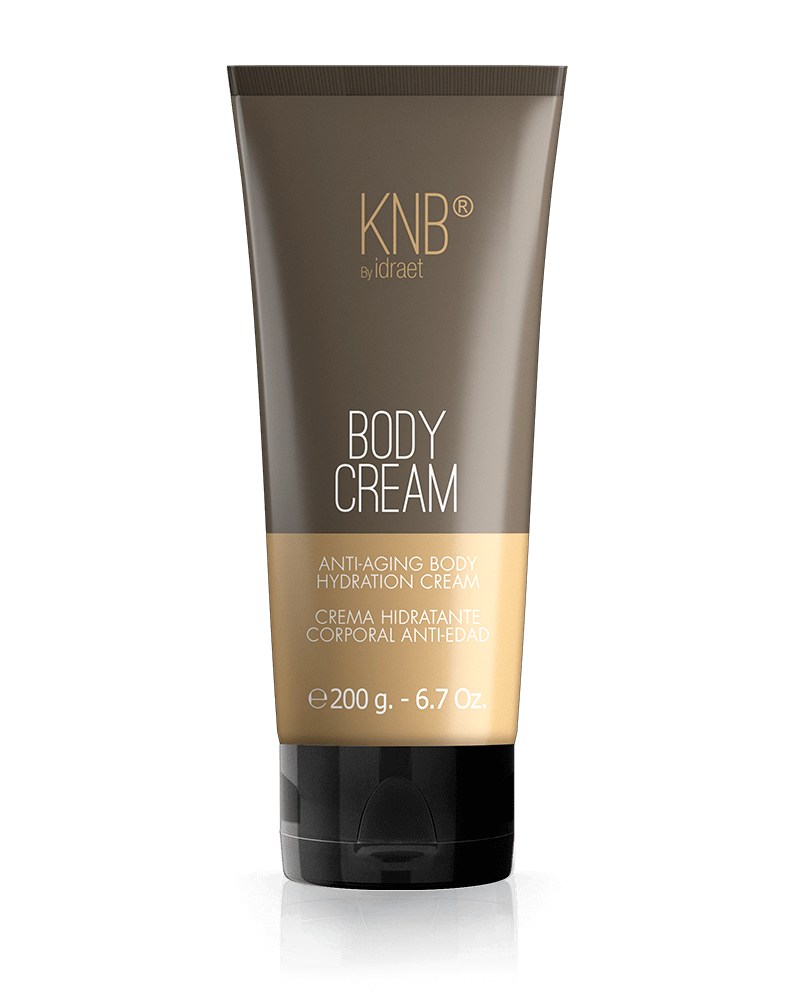 KNB®
By idraet
BODY
CREAM
ANTI-AGING BODY
HYDRATION CREAM
CREMA HIDRATANTE
CORPORAL ANTI-EDAD
℮200 g. - 6.7 Oz.